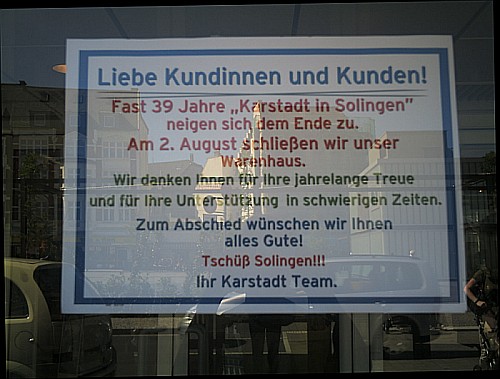 Liebe Kundinnen und Kunden!
Fast 39 Jahre „Karstadt in Solingen"
neigen sich dem Ende zu.
Am 2. August schließen wir unser
Warenhaus.
Wir danken Ihnen für Ihre jahrelange Treue
und für Ihre Unterstützung in schwierigen Zeiten.
Zum Abschied wünschen wir Ihnen
alles Gute!
Tschüß Solingen!!!
Ihr Karstadt Team.